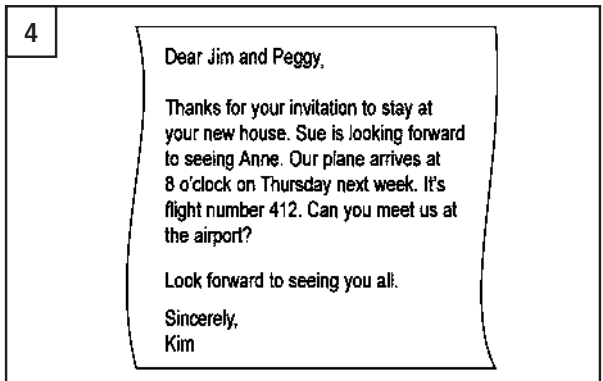 4
Dear Jim and Peggy,
Thanks for your invitation to stay at
your new house. Sue is looking forward
to seeing Anne. Our plane arrives at
8 o'clock on Thursday next week. It's
flight number 412. Can you meet us at
the airport?
Look forward to seeing you all.
Sincerely,
Kim